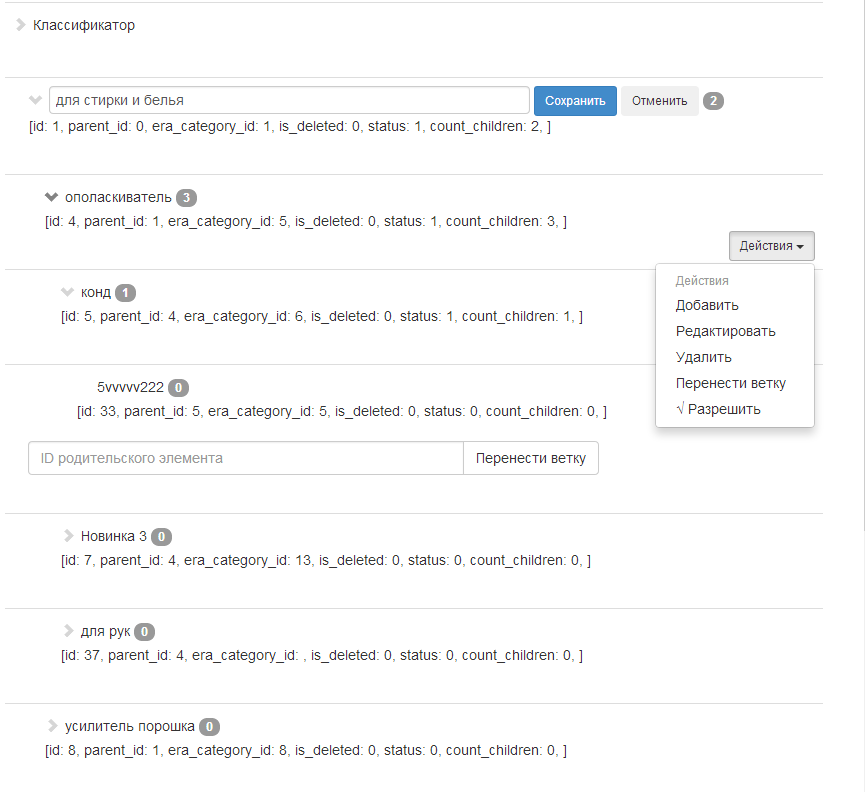 Классификатор
для стирки и белья Сохранить Отменить 2
[id: 1, parent_id: 0, era_category_id: 1, is_deleted: 0, status: 1, count_children: 2, ]
ополаскиватель 3
[id: 4, parent_id: 1, era_category_id: 5, is_deleted: 0, status: 1, count_children: 3, ]
Действия
конд 1
[id: 5, parent_id: 4, era_category_id: 6, is_deleted: 0, status: 1, count_children: 1, ]
Действия
Добавить
Редактировать
Удалить
Перенести ветку
√ Разрешить
5vvvvv222 0
[id: 33, parent_id: 5, era_category_id: 5, is_deleted: 0, status: 0, count_children: 0, ]
ID родительского элемента Перенести ветку
Новинка 3 0
[id: 7, parent_id: 4, era_category_id: 13, is_deleted: 0, status: 0, count_children: 0, ]
для рук 0
[id: 37, parent_id: 4, era_category_id: , is_deleted: 0, status: 0, count_children: 0, ]
усилитель порошка 0
[id: 8, parent_id: 1, era_category_id: 8, is_deleted: 0, status: 0, count_children: 0, ]